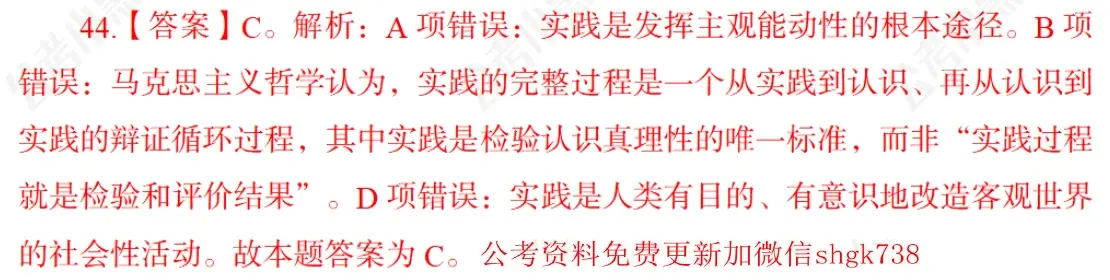 44.【答案】C。解析：A 项错误：实践是发挥主观能动性的根本途径。B 项
错误：马克思主义哲学认为，实践的完整过程是一个从实践到认识、再从认识到
实践的辩证循环过程，其中实践是检验认识真理性的唯一标准，而非“实践过程
就是检验和评价结果”。D 项错误：实践是人类有目的、有意识地改造客观世界
的社会性活动。故本题答案为 C。公考资料免费更新加微信shgk738